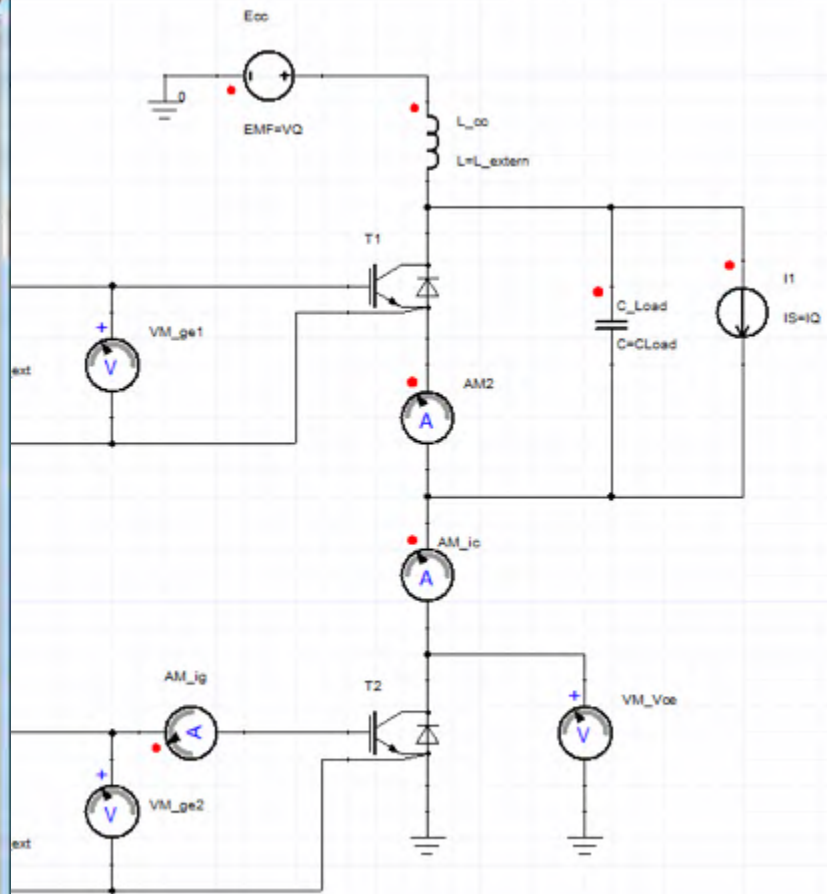 Ecc
0
EMF=VQ
L_cc
L=L_extern
T1
I1
IS=IQ
C_Load
C=CLoad
VM_ge1
V
ext
AM2
A
AM_ic
A
AM_ig
A
T2
VM_Vce
V
VM_ge2
V
ext